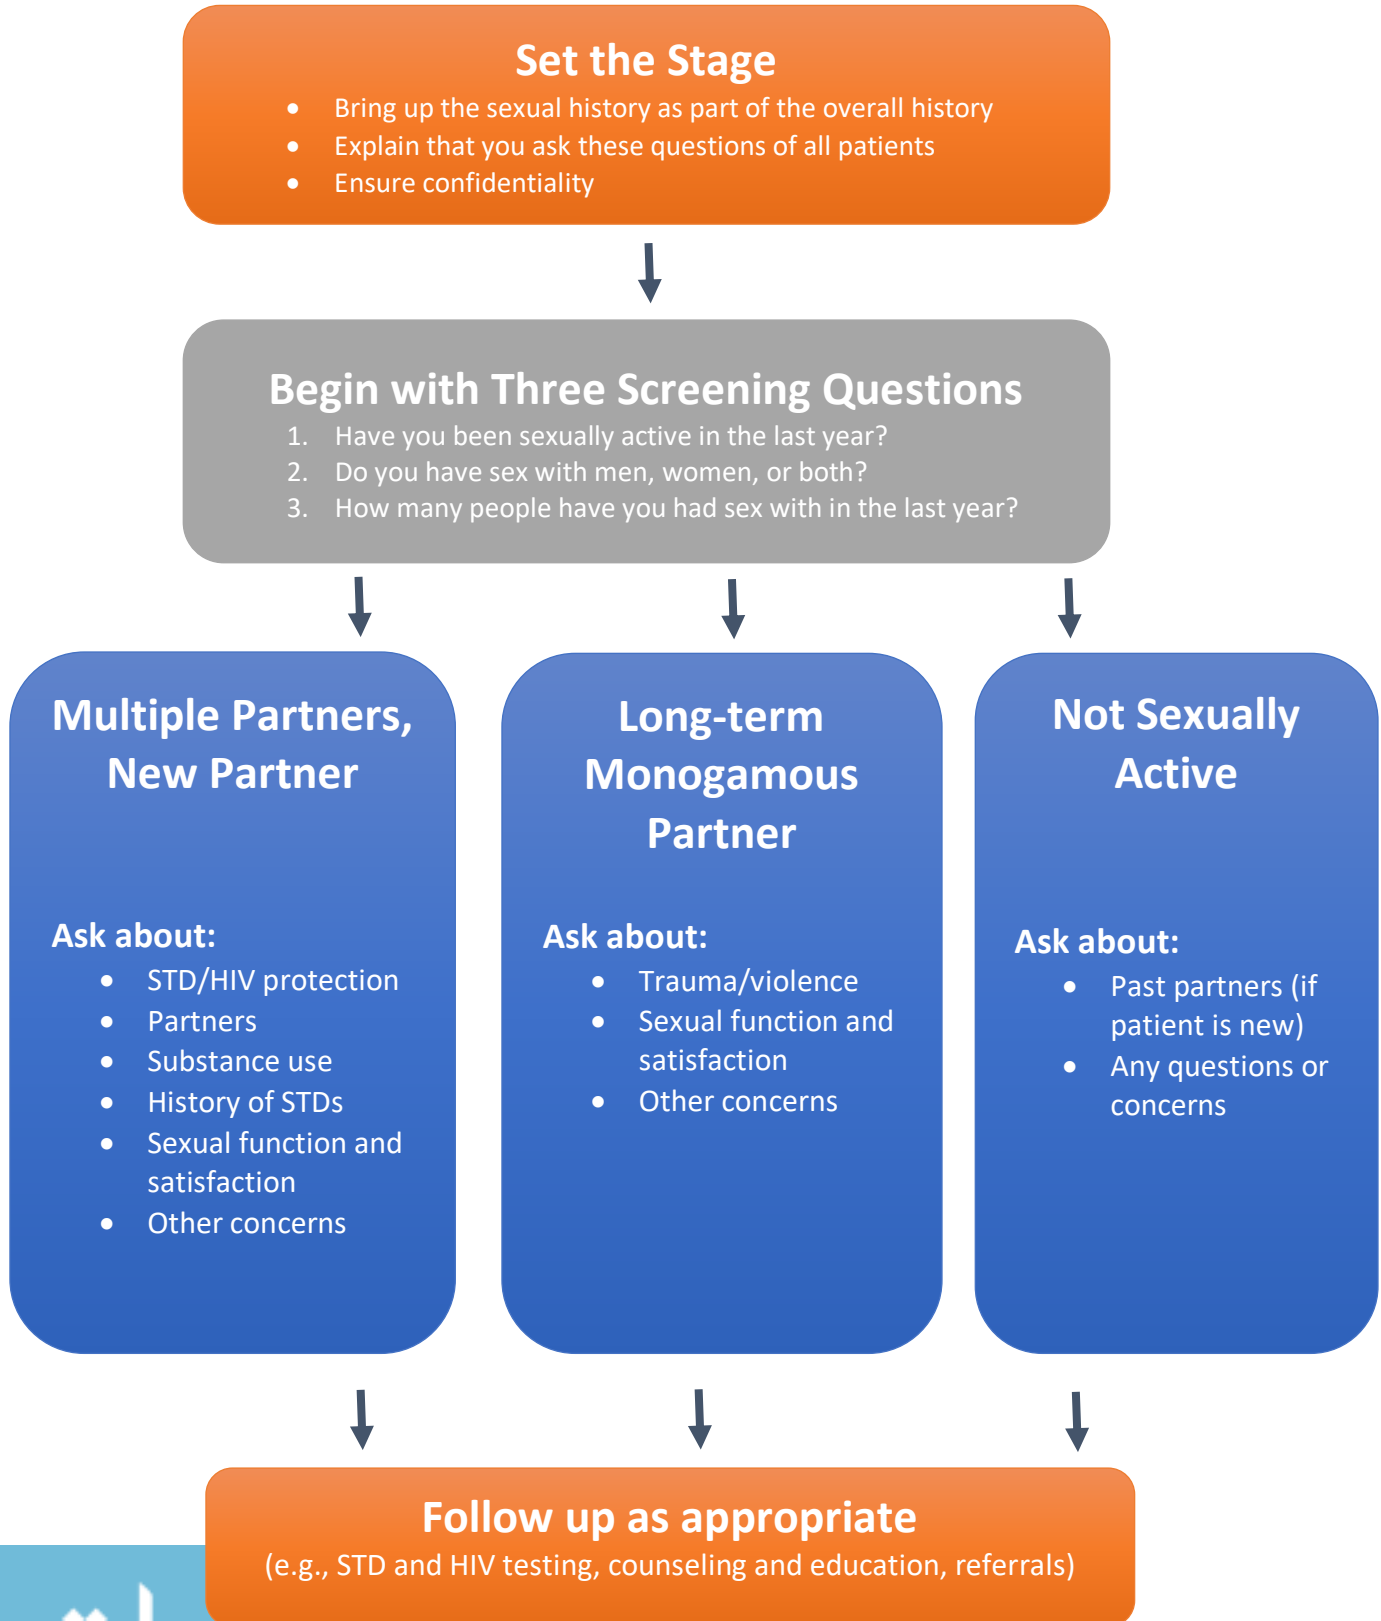 Set the Stage
• Bring up the sexual history as part of the overall history
• Explain that you ask these questions of all patients
• Ensure confidentiality
Begin with Three Screening Questions
1. Have you been sexually active in the last year?
2. Do you have sex with men, women, or both?
3. How many people have you had sex with in the last year?
Multiple Partners,
New Partner
Ask about:
• STD/HIV protection
• Partners
• Substance use
• History of STDs
• Sexual function and
satisfaction
• Other concerns
Long-term
Monogamous
Partner
Ask about:
• Trauma/violence
• Sexual function and
satisfaction
• Other concerns
Not Sexually
Active
Ask about:
• Past partners (if
patient is new)
• Any questions or
concerns
Follow up as appropriate
(e.g., STD and HIV testing, counseling and education, referrals)